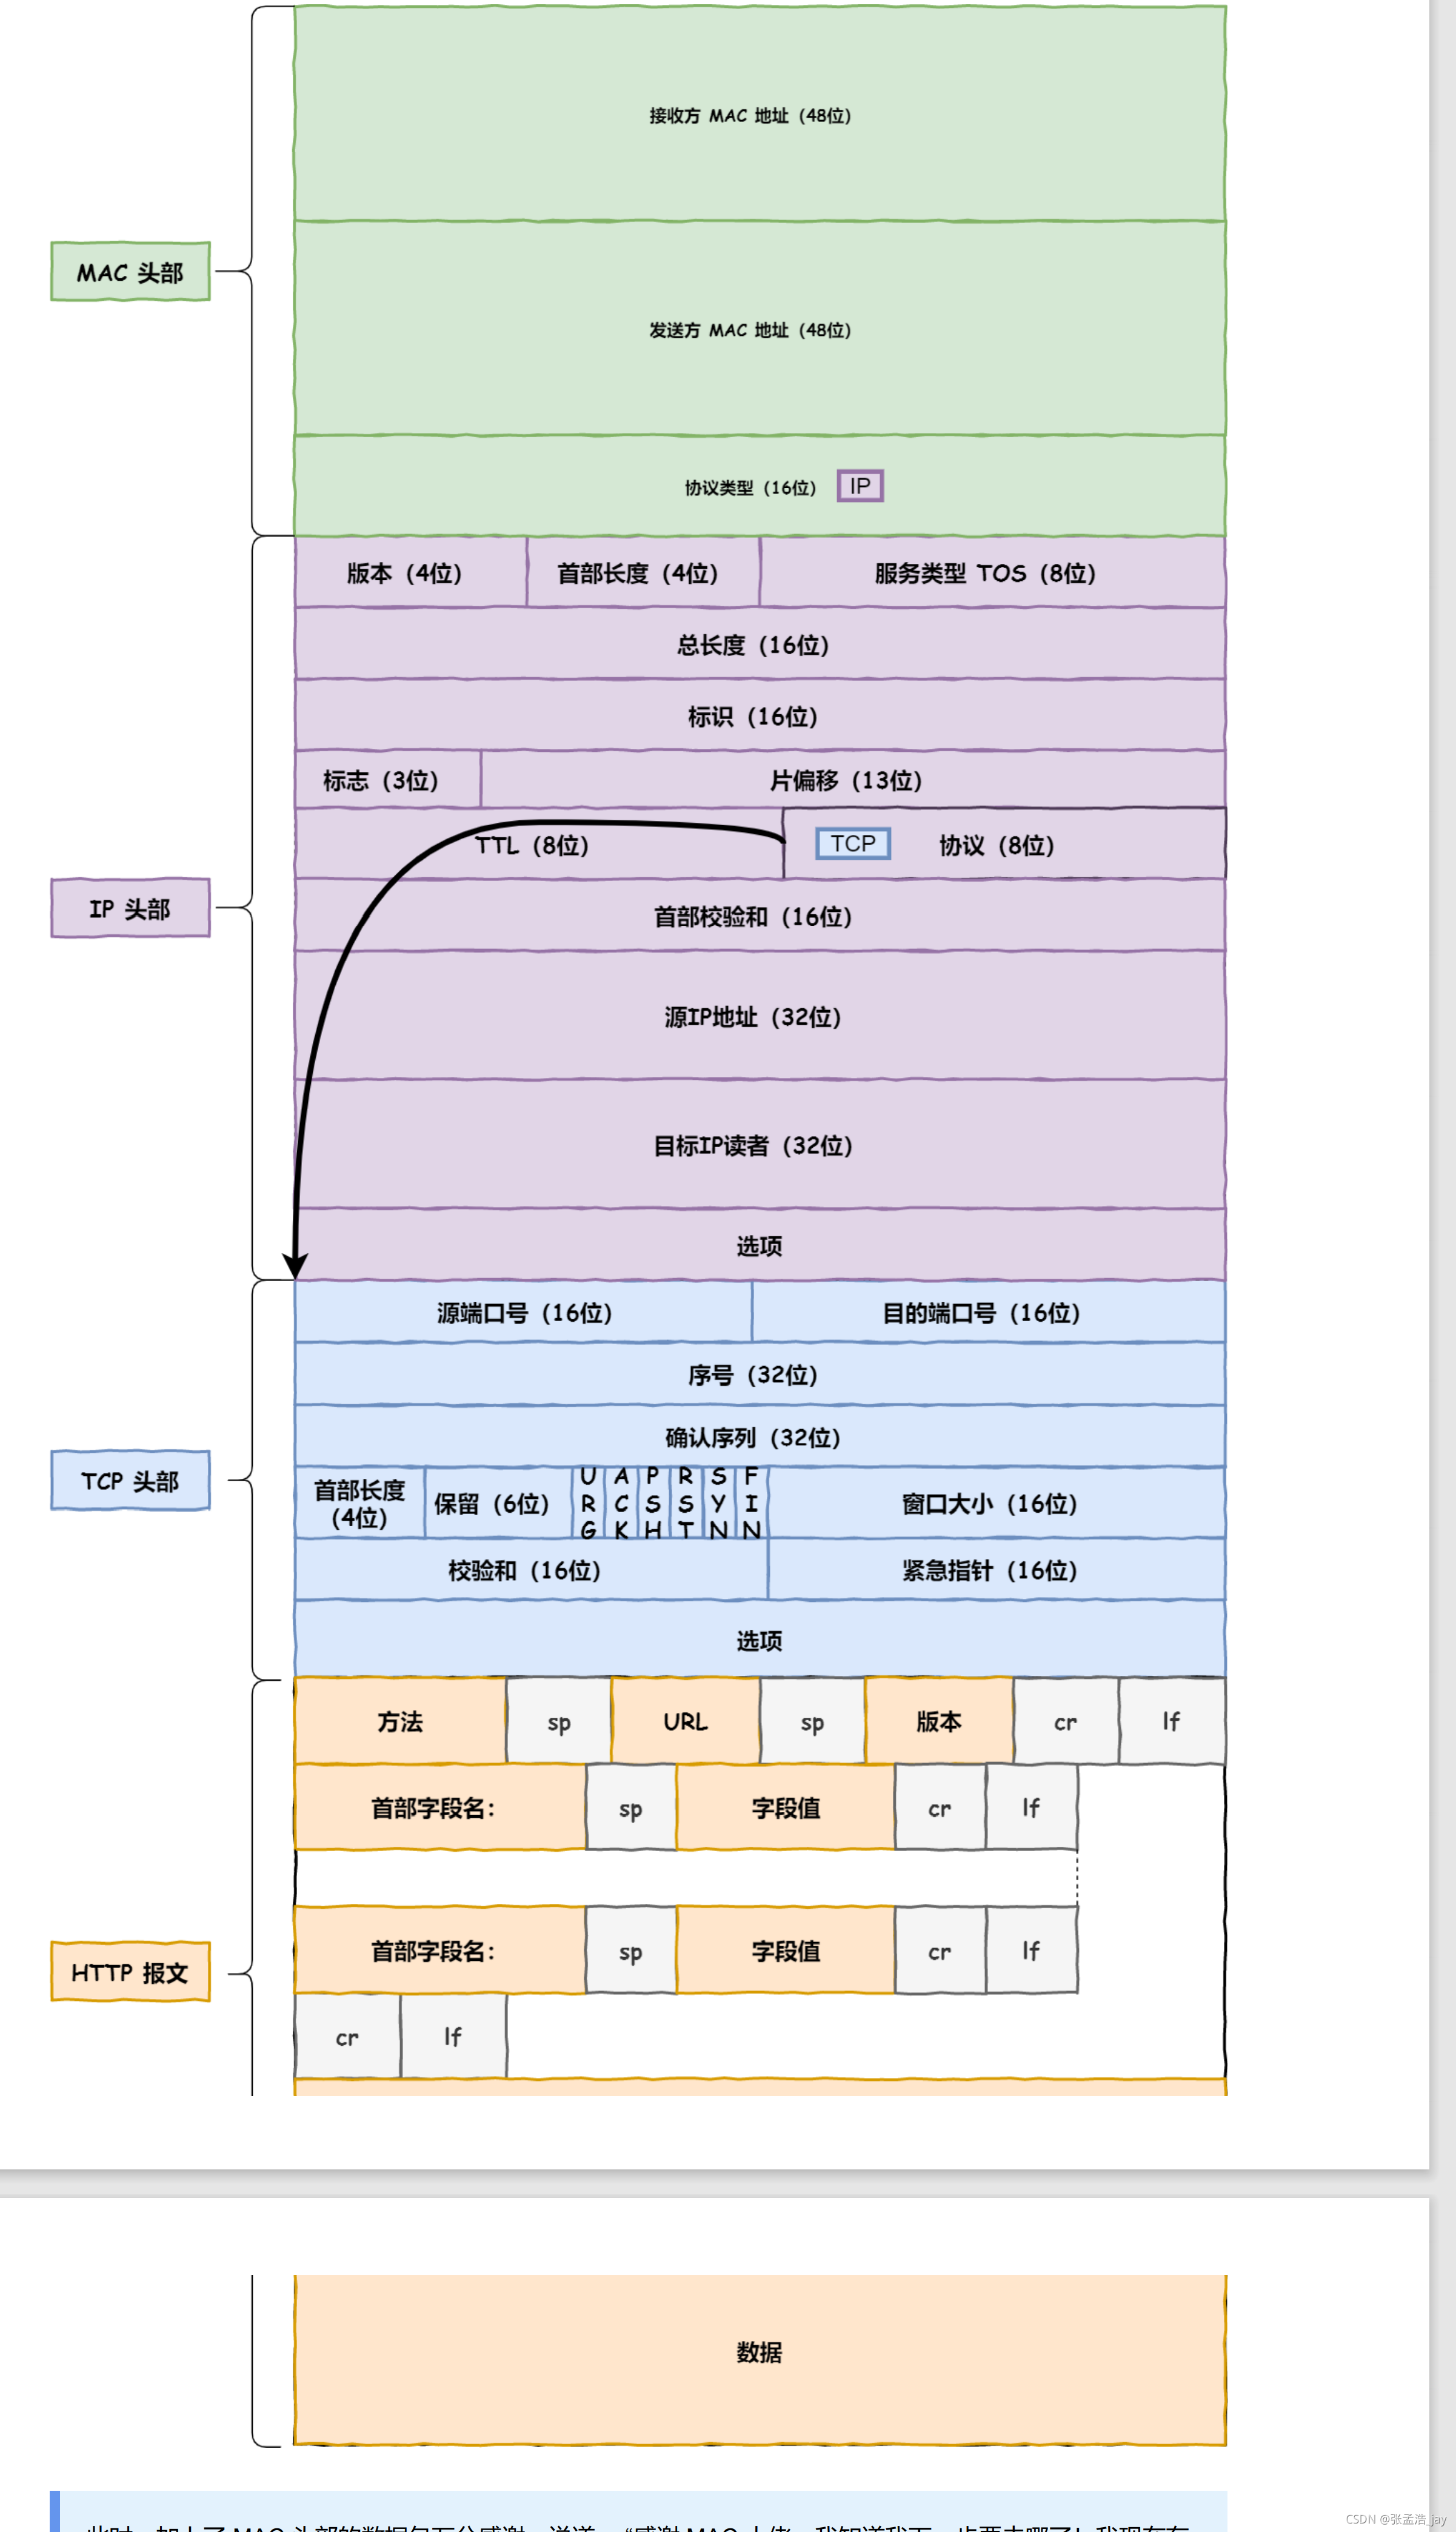 接收方 MAC 地址（48位）
MAC 头部
发送方 MAC 地址（48位）
协议类型（16位） IP
版本（4位） 首部长度（4位） 服务类型 TOS（8位）
总长度（16位）
标识（16位）
标志（3位） 片偏移（13位）
TTL（8位） TCP 协议（8位）
IP 头部
首部校验和（16位）
源IP地址（32位）
目标IP读者（32位）
选项
源端口号（16位） 目的端口号（16位）
序号（32位）
确认序列（32位）
TCP 头部
首部长度
（4位）
保留（6位） URG ACK PSH RST SYN FIN 窗口大小（16位）
校验和（16位） 紧急指针（16位）
选项
方法 sp URL sp 版本 cr lf
首部字段名： sp 字段值 cr lf
首部字段名： sp 字段值 cr lf
HTTP 报文
cr lf
数据
CSDN @张孟浩_jay